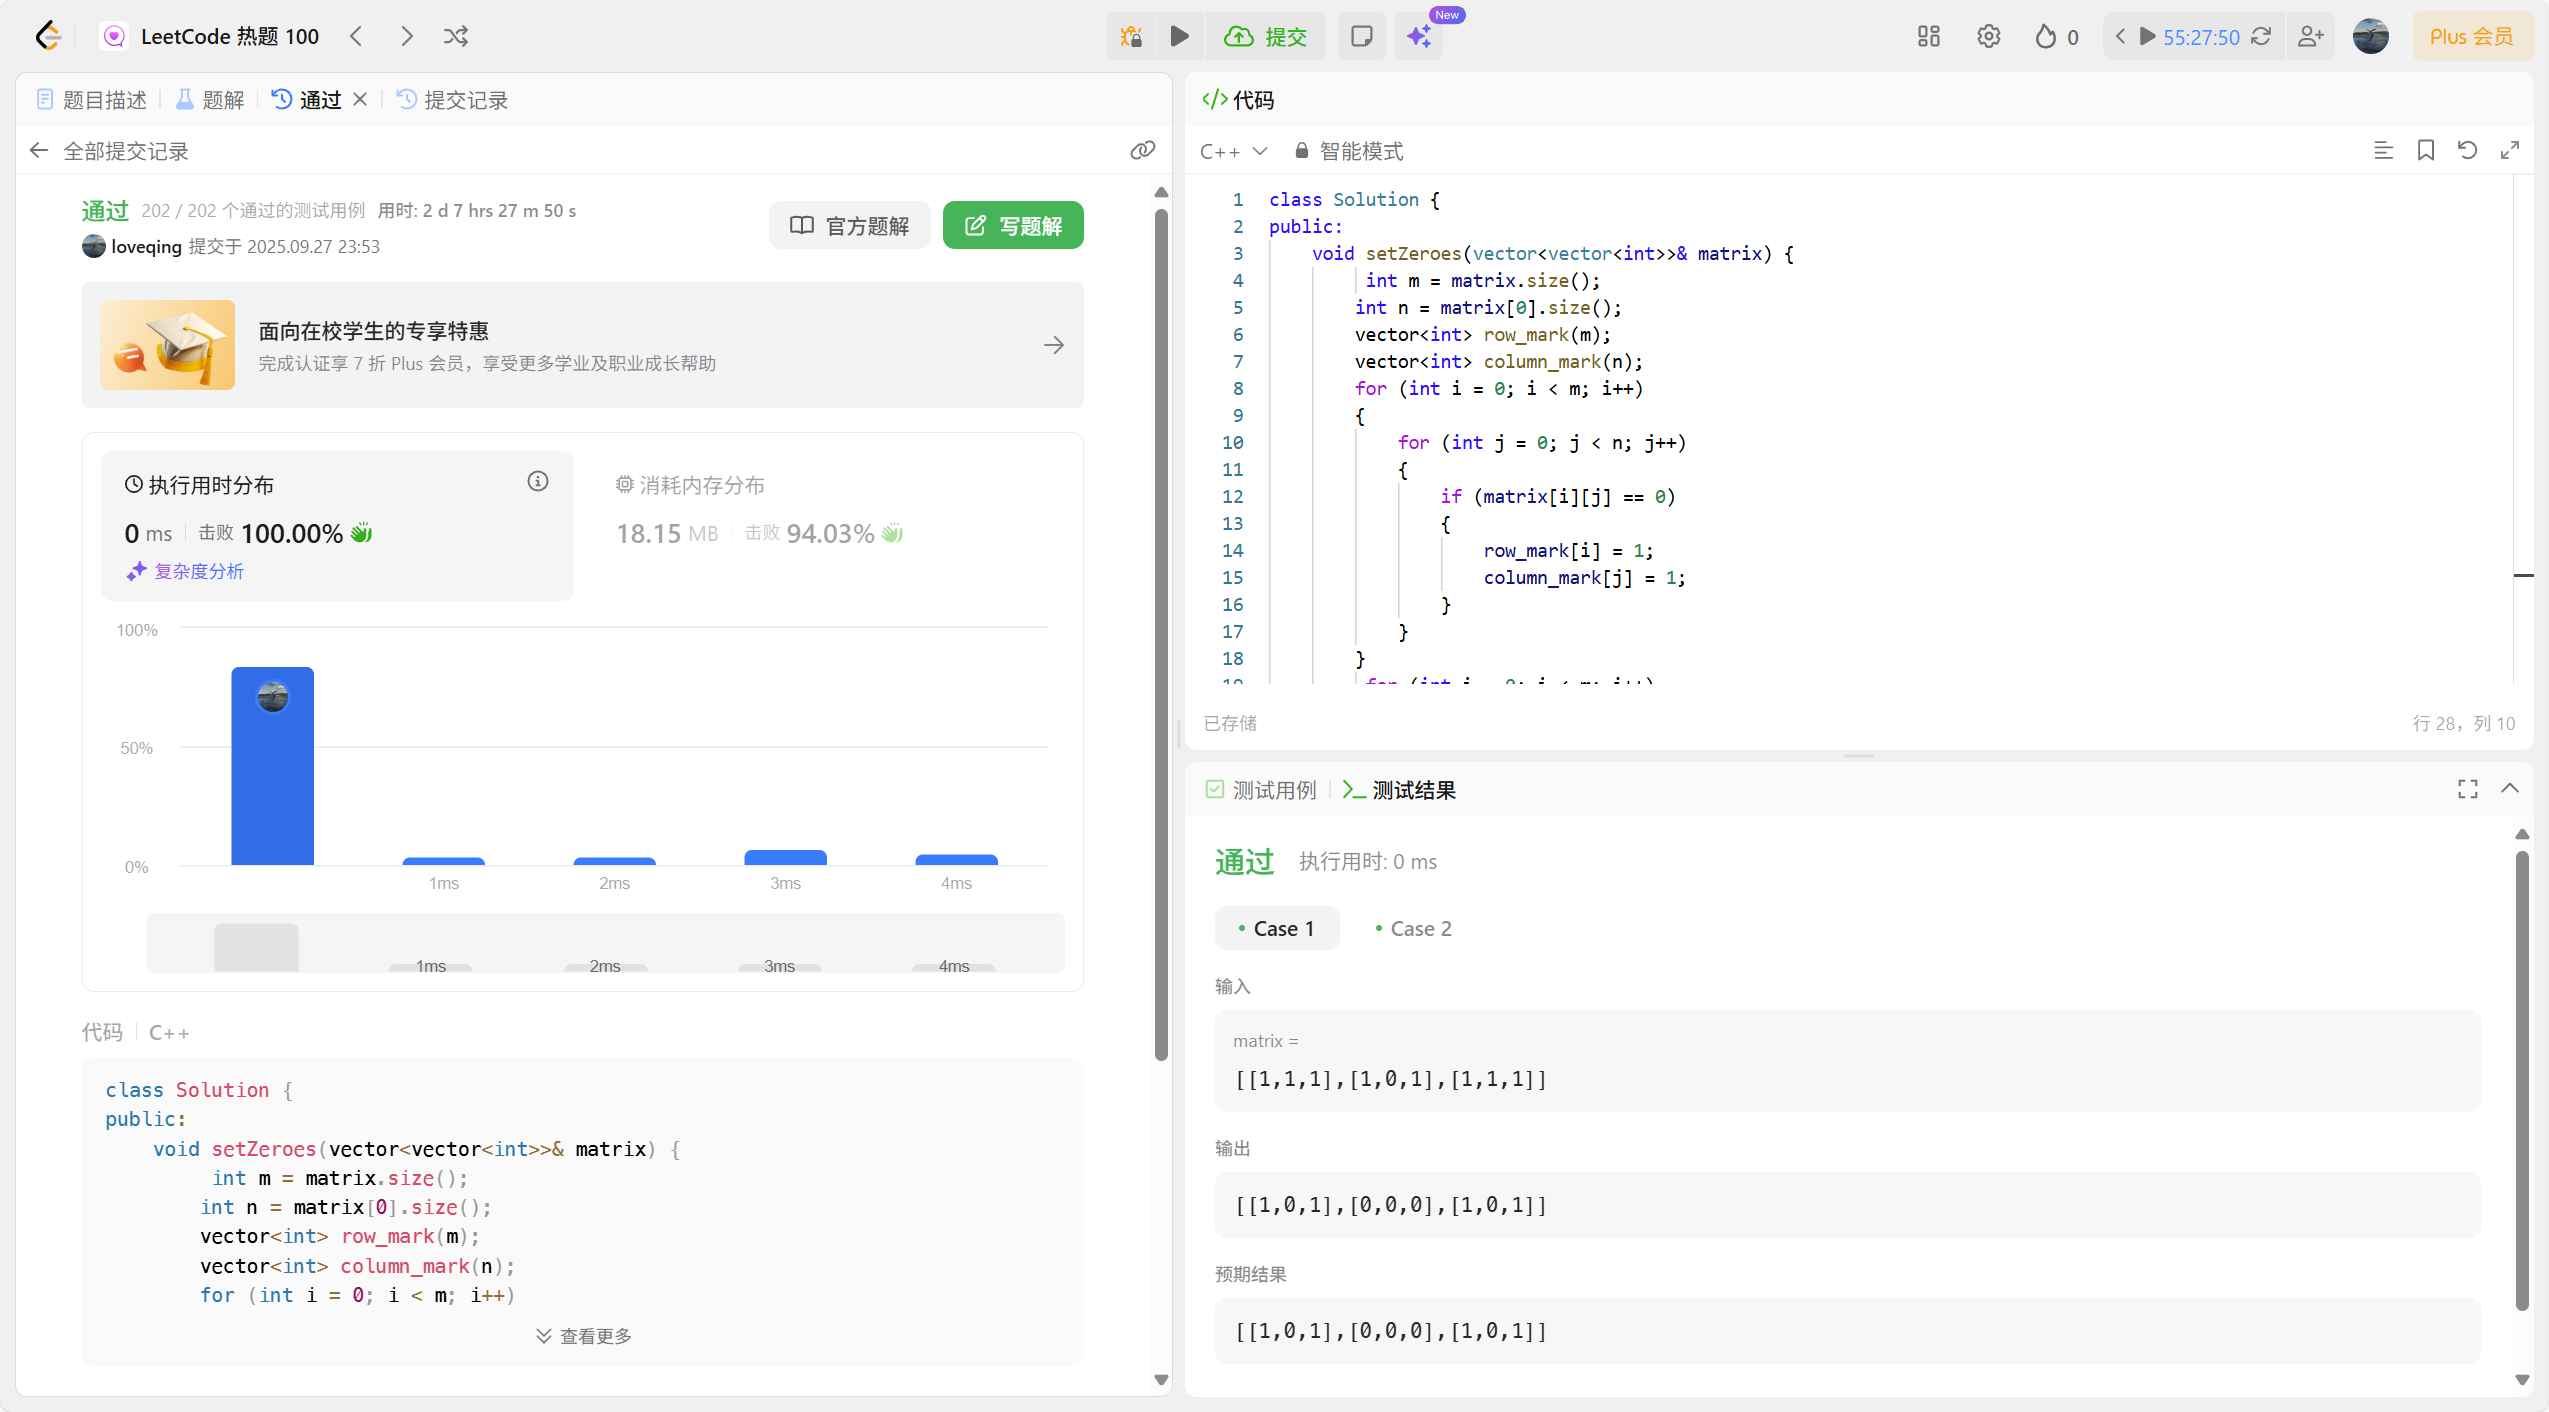 LeetCode 热题 100
提交
New
0
55:27:50
Plus 会员
题目描述
题解
通过
提交记录
全部提交记录
通过 202 / 202 个通过的测试用例 用时: 2 d 7 hrs 27 m 50 s
loveqing 提交于 2025.09.27 23:53
官方题解
写题解
面向在校学生的专享特惠
完成认证享 7 折 Plus 会员，享受更多学业及职业成长帮助
执行用时分布
0 ms 击败 100.00%
复杂度分析
消耗内存分布
18.15 MB 击败 94.03%
100%
50%
0%
1ms 2ms 3ms 4ms
1ms 2ms 3ms 4ms
代码 C++
class Solution {
public:
    void setZeroes(vector<vector<int>>& matrix) {
         int m = matrix.size();
        int n = matrix[0].size();
        vector<int> row_mark(m);
        vector<int> column_mark(n);
        for (int i = 0; i < m; i++)
查看更多
代码
C++ 智能模式
1 class Solution {
2 public:
3     void setZeroes(vector<vector<int>>& matrix) {
4          int m = matrix.size();
5         int n = matrix[0].size();
6         vector<int> row_mark(m);
7         vector<int> column_mark(n);
8         for (int i = 0; i < m; i++)
9         {
10             for (int j = 0; j < n; j++)
11             {
12                 if (matrix[i][j] == 0)
13                 {
14                     row_mark[i] = 1;
15                     column_mark[j] = 1;
16                 }
17             }
18         }
已存储
行 28，列 10
测试用例
测试结果
通过 执行用时: 0 ms
Case 1
Case 2
输入
matrix =
[[1,1,1],[1,0,1],[1,1,1]]
输出
[[1,0,1],[0,0,0],[1,0,1]]
预期结果
[[1,0,1],[0,0,0],[1,0,1]]